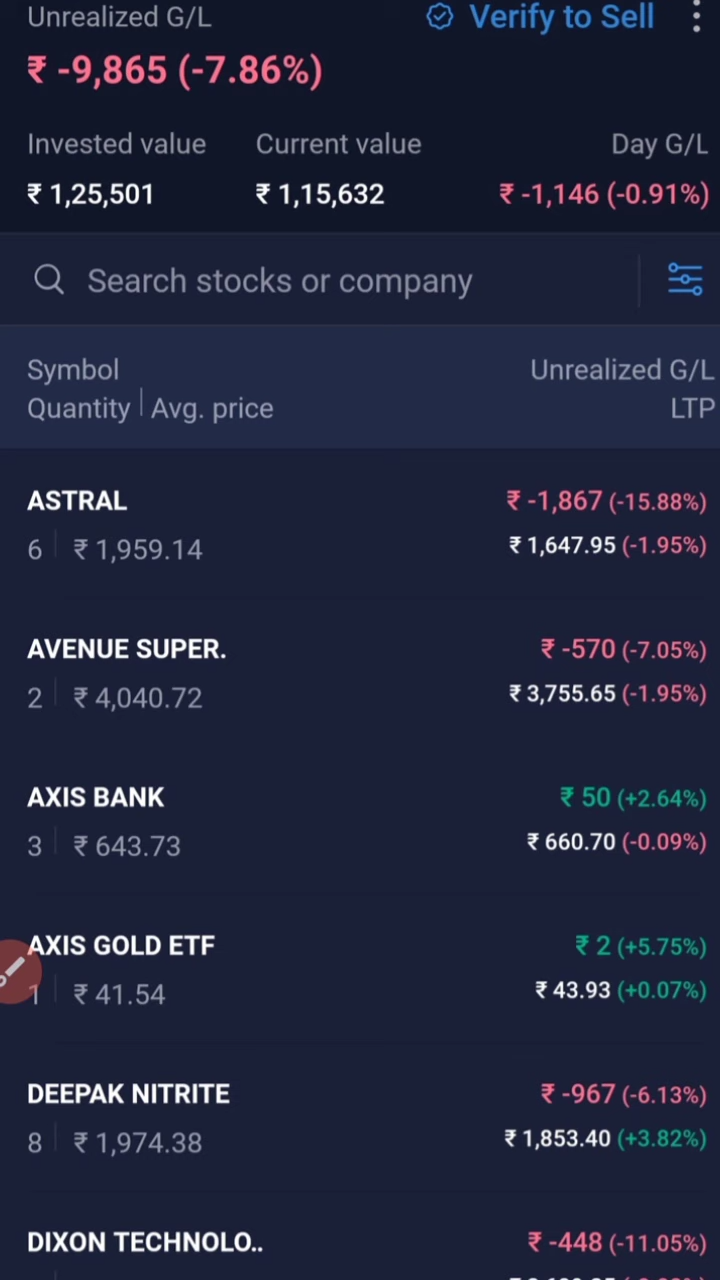 Unrealized G/L Verify to Sell
₹ -9,865 (-7.86%)
Invested value Current value Day G/L
₹ 1,25,501 ₹ 1,15,632 ₹ -1,146 (-0.91%)
Search stocks or company
Symbol Unrealized G/L
Quantity | Avg. price LTP
ASTRAL ₹ -1,867 (-15.88%)
6 ₹ 1,959.14 ₹ 1,647.95 (-1.95%)
AVENUE SUPER. ₹ -570 (-7.05%)
2 ₹ 4,040.72 ₹ 3,755.65 (-1.95%)
AXIS BANK ₹ 50 (+2.64%)
3 ₹ 643.73 ₹ 660.70 (-0.09%)
AXIS GOLD ETF ₹ 2 (+5.75%)
1 ₹ 41.54 ₹ 43.93 (+0.07%)
DEEPAK NITRITE ₹ -967 (-6.13%)
8 ₹ 1,974.38 ₹ 1,853.40 (+3.82%)
DIXON TECHNOLO.. ₹ -448 (-11.05%)